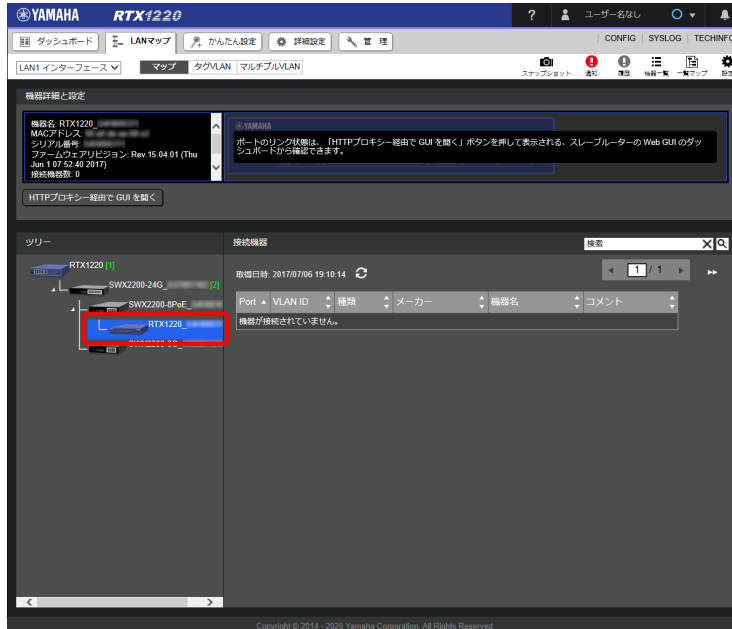 YAMAHA RTX1220 ? ユーザー名なし
ダッシュボード LANマップ かんたん設定 詳細設定 管 理 CONFIG SYSLOG TECHINFO
LAN1 インターフェース マップ タグVLAN マルチプルVLAN スナップショット 通知 履歴 機器一覧 一覧マップ
機器詳細と設定
機器名: RTX1220_
MACアドレス:
シリアル番号:
ファームウェアリビジョン: Rev.15.04.01 (Thu
Jun 1 07:52:40 2017)
接続機器数: 0
YAMAHA
ポートのリンク状態は、「HTTPプロキシー経由で GUI を開く」ボタンを押して表示される、スレーブルーターの Web GUI のダッ
シュボードから確認できます。
HTTPプロキシー経由で GUI を開く
ツリー
RTX1220 [1]
SWX2200-24G_ [2]
SWX2200-8PoE_
RTX1220_
接続機器 検索
取得日時: 2017/07/06 19:10:14 1 / 1
Port VLAN ID 種類 メーカー 機器名 コメント
機器が接続されていません。
Copyright © 2014 - 2020 Yamaha Corporation. All Rights Reserved.